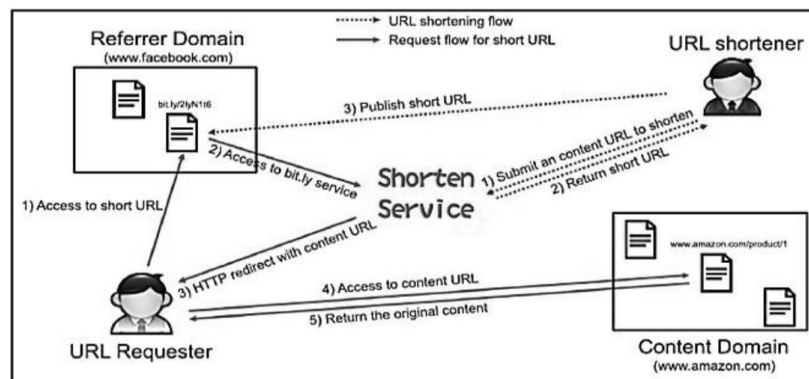 URL shortening flow
Request flow for short URL
Referrer Domain
(www.facebook.com)
URL shortener
bit.ly/2IyN1t6
3) Publish short URL
2) Access to bit.ly service
1) Submit an content URL to shorten
2) Return short URL
Shorten
Service
1) Access to short URL
3) HTTP redirect with content URL
www.amazon.com/product/1
4) Access to content URL
5) Return the original content
URL Requester
Content Domain
(www.amazon.com)